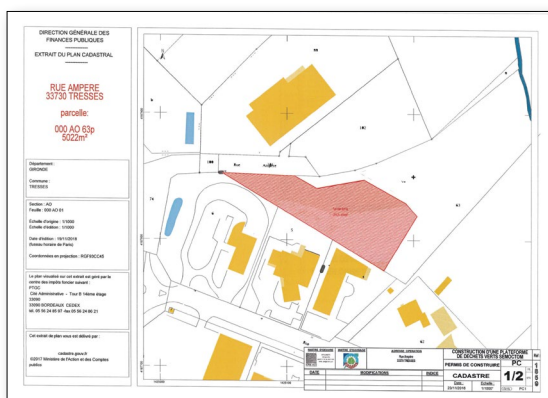 DIRECTION GÉNÉRALE DES
FINANCES PUBLIQUES
EXTRAIT DU PLAN CADASTRAL
RUE AMPERE
33730 TRESSES
parcelle:
000 AO 63p
5022m²
Département :
GIRONDE
Commune :
TRESSES
Section : AO
Feuille : 000 AO 01
Échelle d'origine : 1/1000
Échelle d'édition : 1/1000
Date d'édition : 19/11/2018
(fuseau horaire de Paris)
Coordonnées en projection : RGF93CC45
Le plan visualisé sur cet extrait est géré par le
centre des impôts foncier suivant :
PTGC
Cité Administrative - Tour B 14ème étage
33090
33090 BORDEAUX CEDEX
tél. 05 56 24 85 97 -fax 05 56 24 86 21
Cet extrait de plan vous est délivré par :
cadastre.gouv.fr
©2017 Ministère de l'Action et des Comptes
publics
CONSTRUCTION D'UNE PLATEFORME
DE DÉCHETS VERTS SEMOCTOM
PERMIS DE CONSTRUIRE
PC
CADASTRE
1/2
DATE
MODIFICATIONS
INDICE
Date
Echelle
1/1000°
Ref
1859